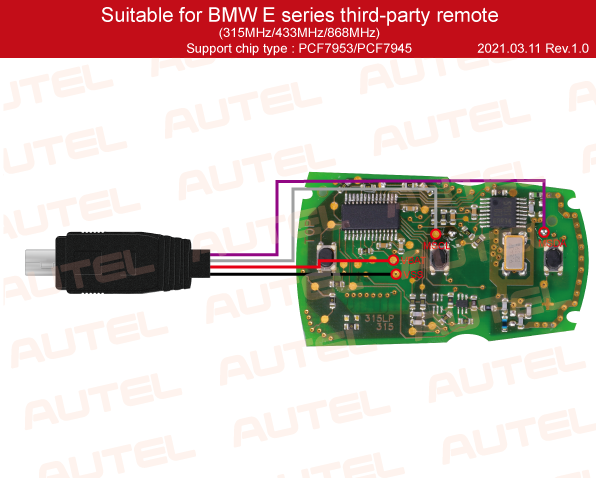 Suitable for BMW E series third-party remote
(315MHz/433MHz/868MHz)
Support chip type : PCF7953/PCF7945
2021.03.11 Rev.1.0
AUTEL
315LP
315